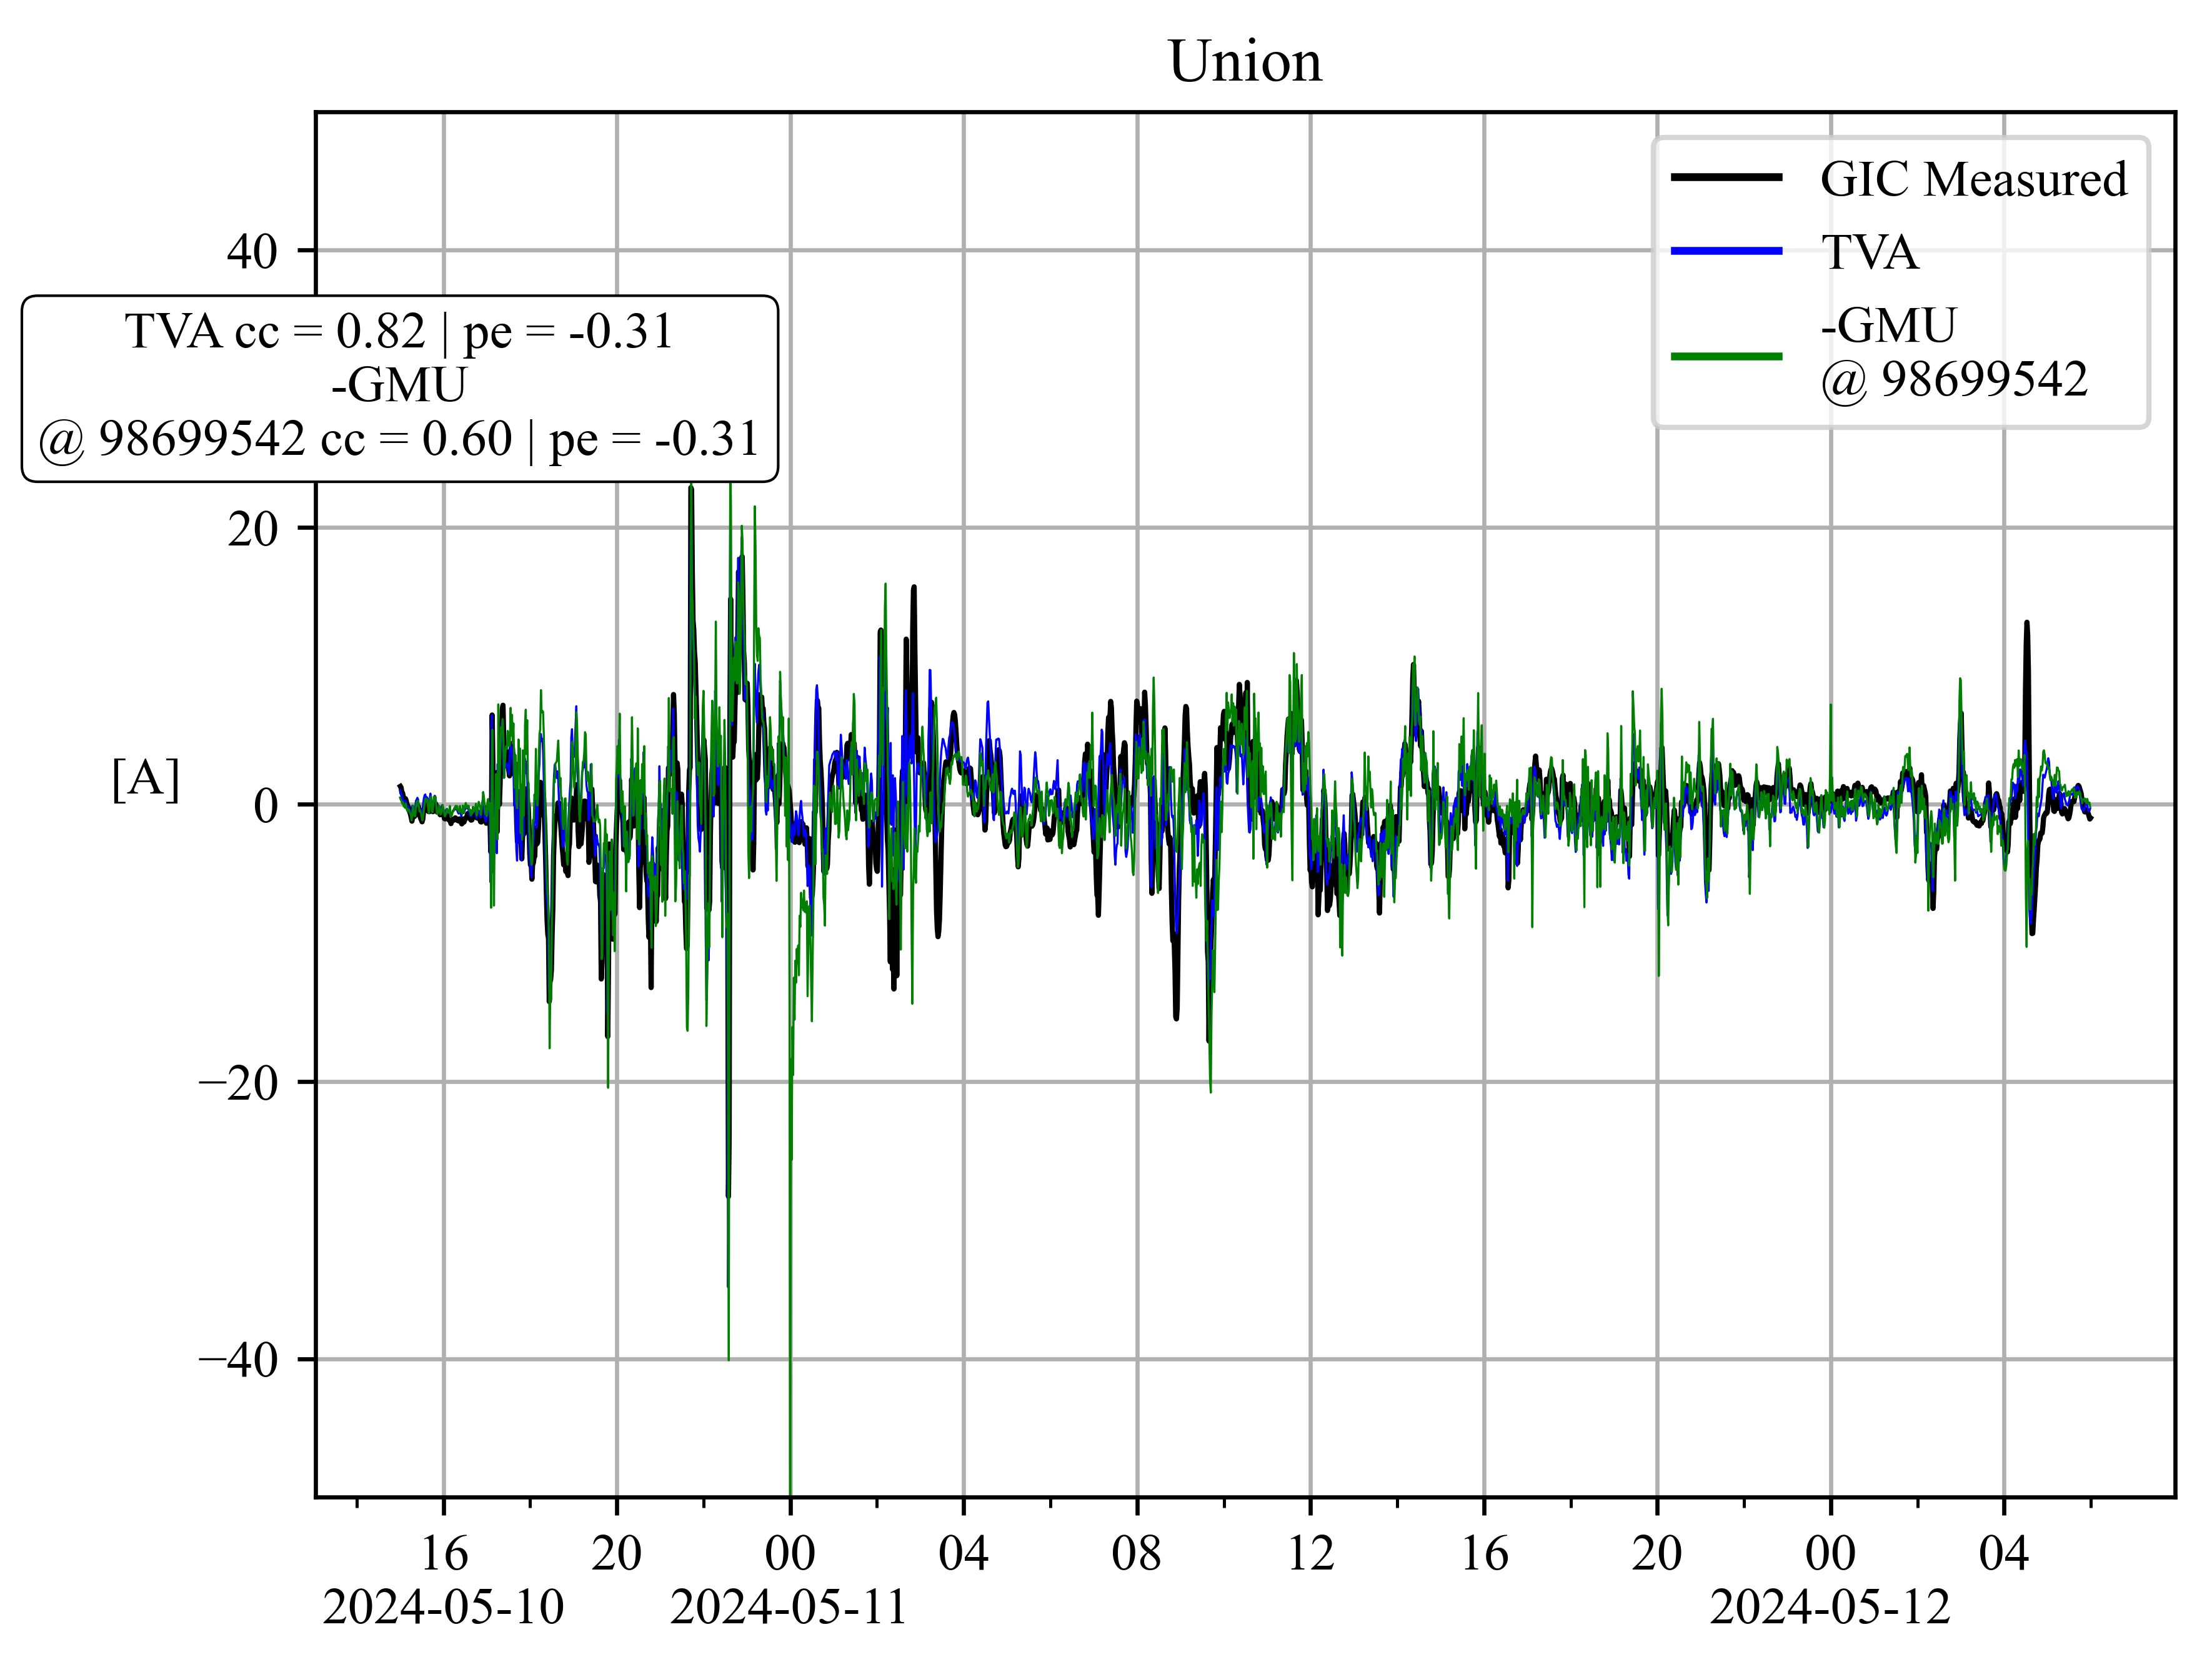 Union
GIC Measured
TVA
-GMU
@ 98699542
TVA cc = 0.82 | pe = -0.31
-GMU
@ 98699542 cc = 0.60 | pe = -0.31
[A]
40
20
0
−20
−40
16
20
00
04
08
12
16
20
00
04
2024-05-10
2024-05-11
2024-05-12